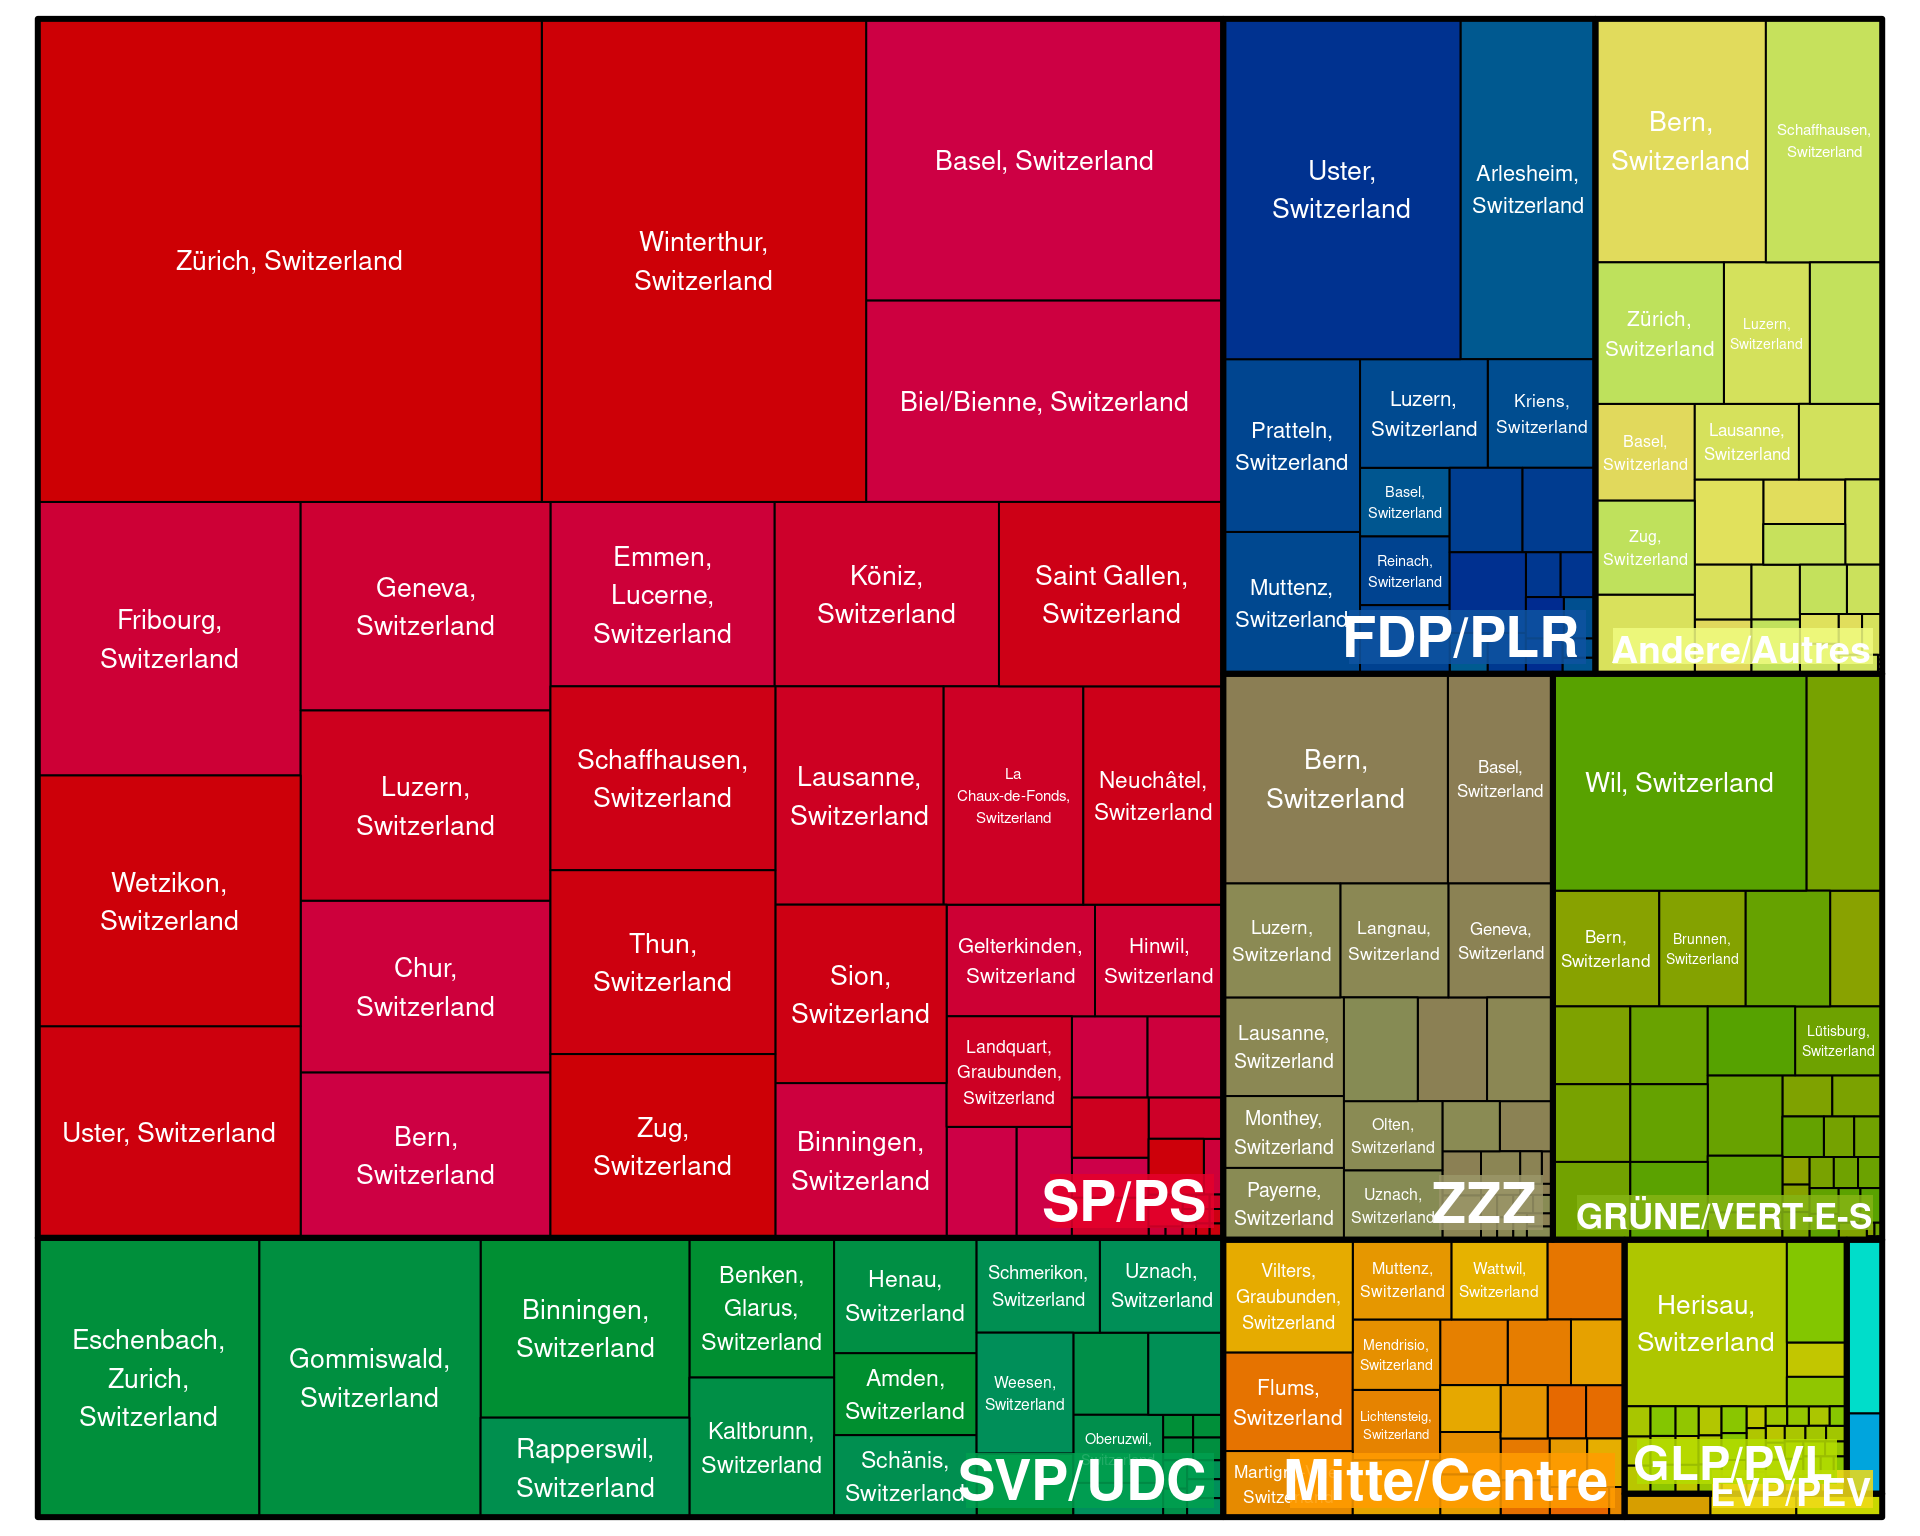 Zürich, Switzerland
Winterthur,
Switzerland
Basel, Switzerland
Biel/Bienne, Switzerland
Fribourg,
Switzerland
Geneva,
Switzerland
Emmen,
Lucerne,
Switzerland
Köniz,
Switzerland
Saint Gallen,
Switzerland
Wetzikon,
Switzerland
Luzern,
Switzerland
Schaffhausen,
Switzerland
Lausanne,
Switzerland
La
Chaux-de-Fonds,
Switzerland
Neuchâtel,
Switzerland
Chur,
Switzerland
Thun,
Switzerland
Sion,
Switzerland
Gelterkinden,
Switzerland
Hinwil,
Switzerland
Landquart,
Graubunden,
Switzerland
Uster, Switzerland
Bern,
Switzerland
Zug,
Switzerland
Binningen,
Switzerland
SP/PS
Uster,
Switzerland
Arlesheim,
Switzerland
Pratteln,
Switzerland
Luzern,
Switzerland
Kriens,
Switzerland
Basel,
Switzerland
Reinach,
Switzerland
Muttenz,
Switzerland
FDP/PLR
Bern,
Switzerland
Schaffhausen,
Switzerland
Zürich,
Switzerland
Luzern,
Switzerland
Basel,
Switzerland
Lausanne,
Switzerland
Zug,
Switzerland
Andere/Autres
Bern,
Switzerland
Basel,
Switzerland
Luzern,
Switzerland
Langnau,
Switzerland
Geneva,
Switzerland
Lausanne,
Switzerland
Monthey,
Switzerland
Olten,
Switzerland
Payerne,
Switzerland
Uznach,
Switzerland
ZZZ
Wil, Switzerland
Bern,
Switzerland
Brunnen,
Switzerland
Lütisburg,
Switzerland
GRÜNE/VERT-E-S
Eschenbach,
Zurich,
Switzerland
Gommiswald,
Switzerland
Binningen,
Switzerland
Rapperswil,
Switzerland
Benken,
Glarus,
Switzerland
Kaltbrunn,
Switzerland
Henau,
Switzerland
Amden,
Switzerland
Schänis,
Switzerland
Schmerikon,
Switzerland
Uznach,
Switzerland
Weesen,
Switzerland
Oberuzwil,
SVP/UDC
Vilters,
Graubunden,
Switzerland
Muttenz,
Switzerland
Wattwil,
Switzerland
Mendrisio,
Switzerland
Flums,
Switzerland
Lichtensteig,
Switzerland
Mitte/Centre
Herisau,
Switzerland
GLP/PVL
EVP/PEV